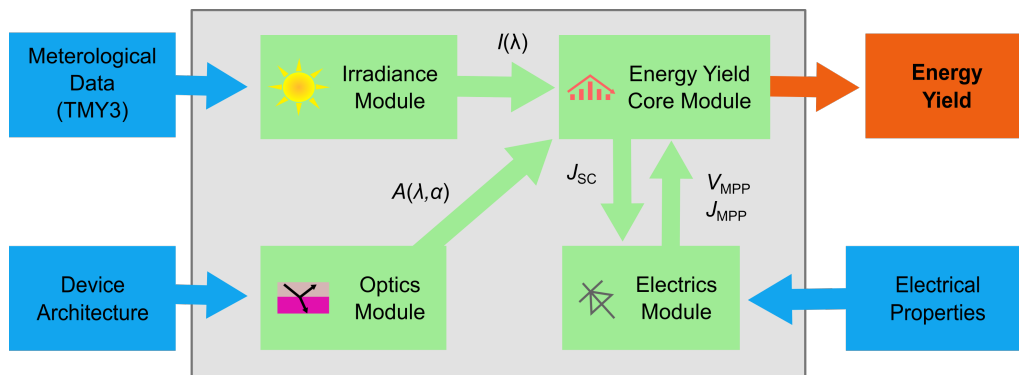 Meterological
Data
(TMY3)
Irradiance
Module
I(λ)
Energy Yield
Core Module
Energy
Yield
A(λ,α)
J_SC
V_MPP
J_MPP
Device
Architecture
Optics
Module
Electrics
Module
Electrical
Properties